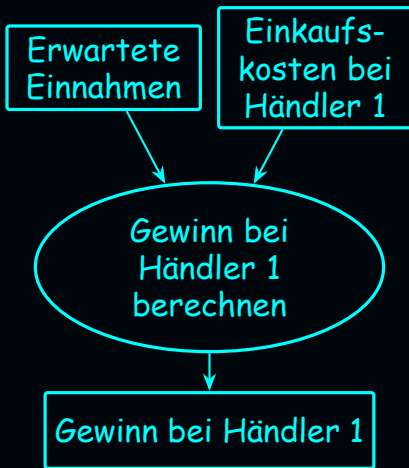 Erwartete
Einnahmen
Einkaufs-
kosten bei
Händler 1
Gewinn bei
Händler 1
berechnen
Gewinn bei Händler 1